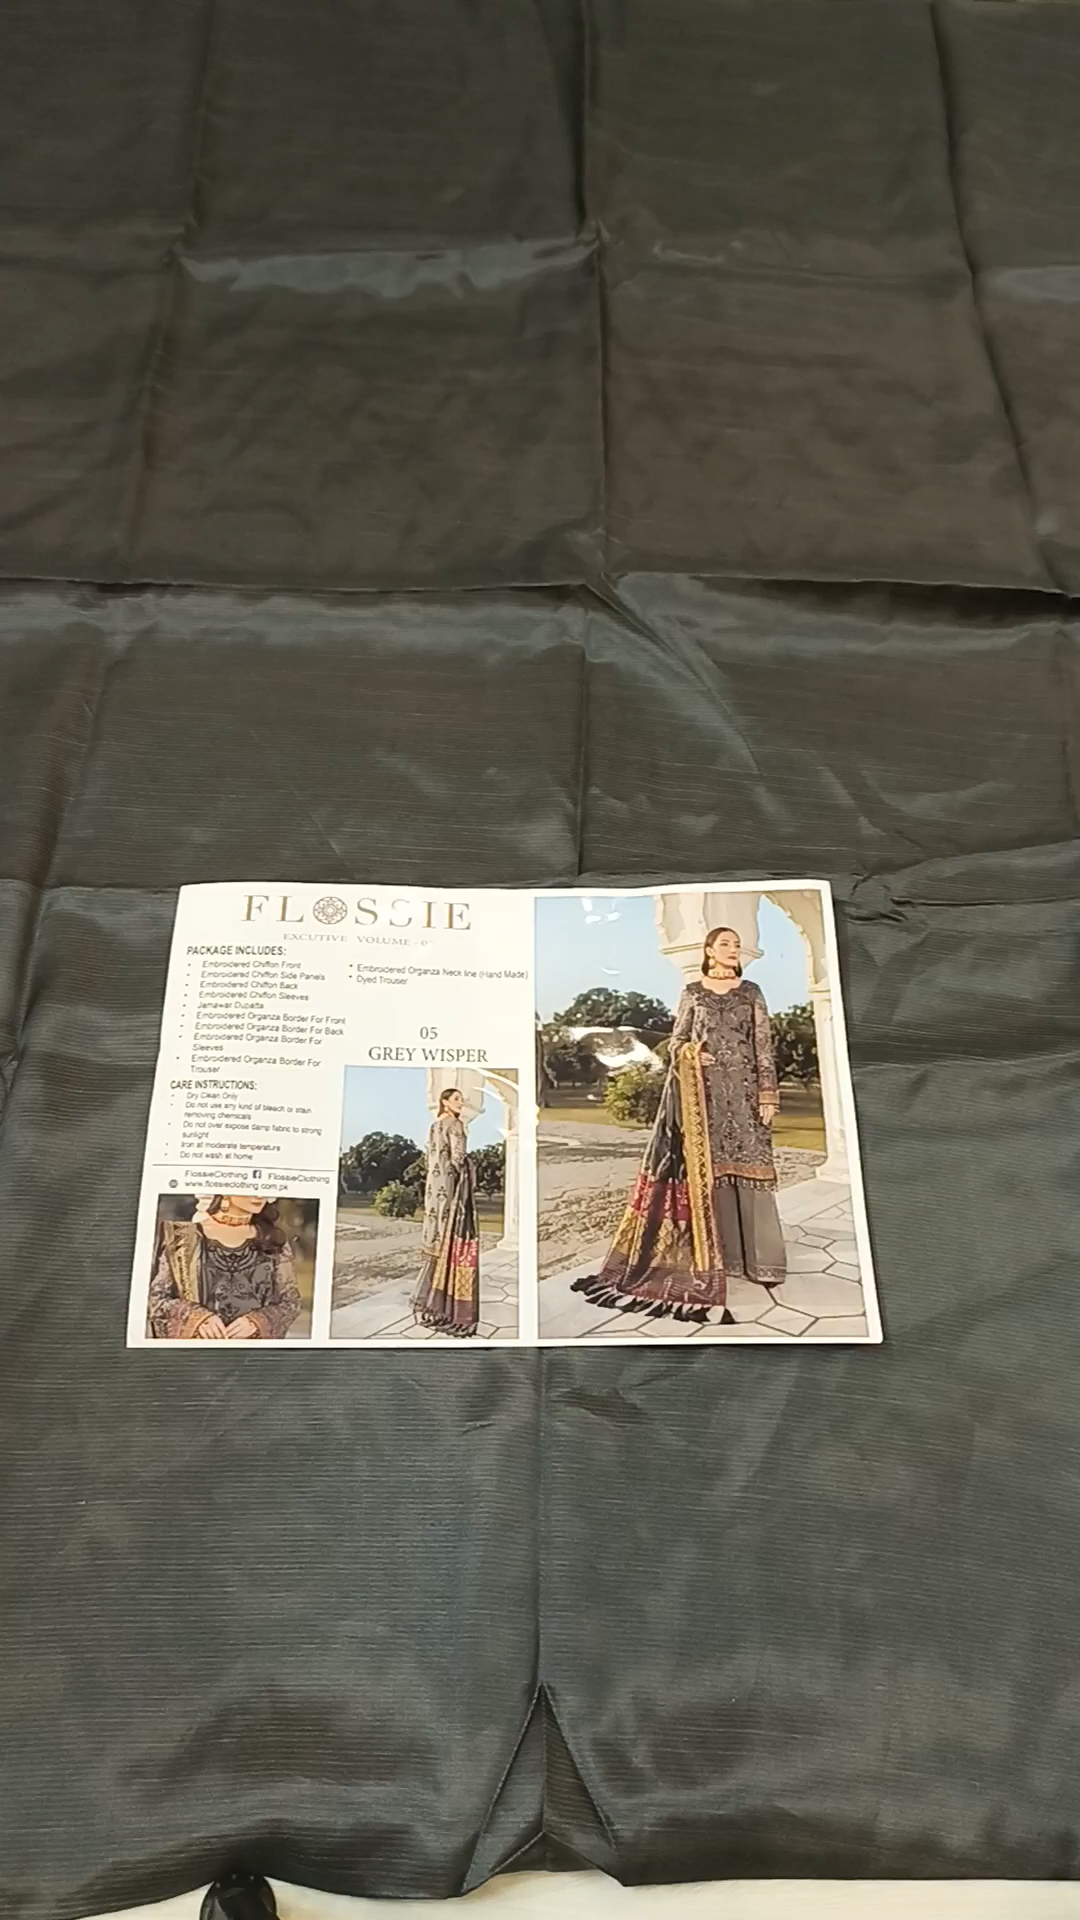 FLOSSIE
EXCUTIVE VOLUME - 0
PACKAGE INCLUDES:
• Embroidered Chiffon Front
• Embroidered Chiffon Side Panels
• Embroidered Chiffon Back
• Embroidered Chiffon Sleeves
• Jamawar Dupatta
• Embroidered Organza Border For Front
• Embroidered Organza Border For Back
• Embroidered Organza Border For
Sleeves
• Embroidered Organza Border For
Trouser
• Embroidered Organza Neck line (Hand Made)
• Dyed Trouser
05
GREY WISPER
CARE INSTRUCTIONS:
• Dry Clean Only
• Do not use any kind of bleach or stain
removing chemicals
• Do not over expose damp fabric to strong
sunlight
• Iron at moderate temperature
• Do not wash at home
FlossieClothing FlossieClothing
www.flossieclothing.com.pk